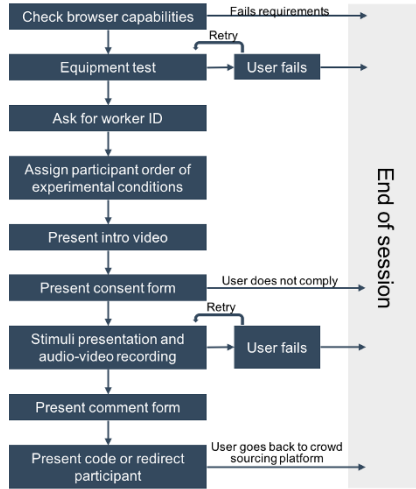 Check browser capabilities
Fails requirements
Retry
Equipment test
User fails
Ask for worker ID
Assign participant order of
experimental conditions
Present intro video
Present consent form
User does not comply
Retry
Stimuli presentation and
audio-video recording
User fails
Present comment form
Present code or redirect
participant
User goes back to crowd
sourcing platform
End of session